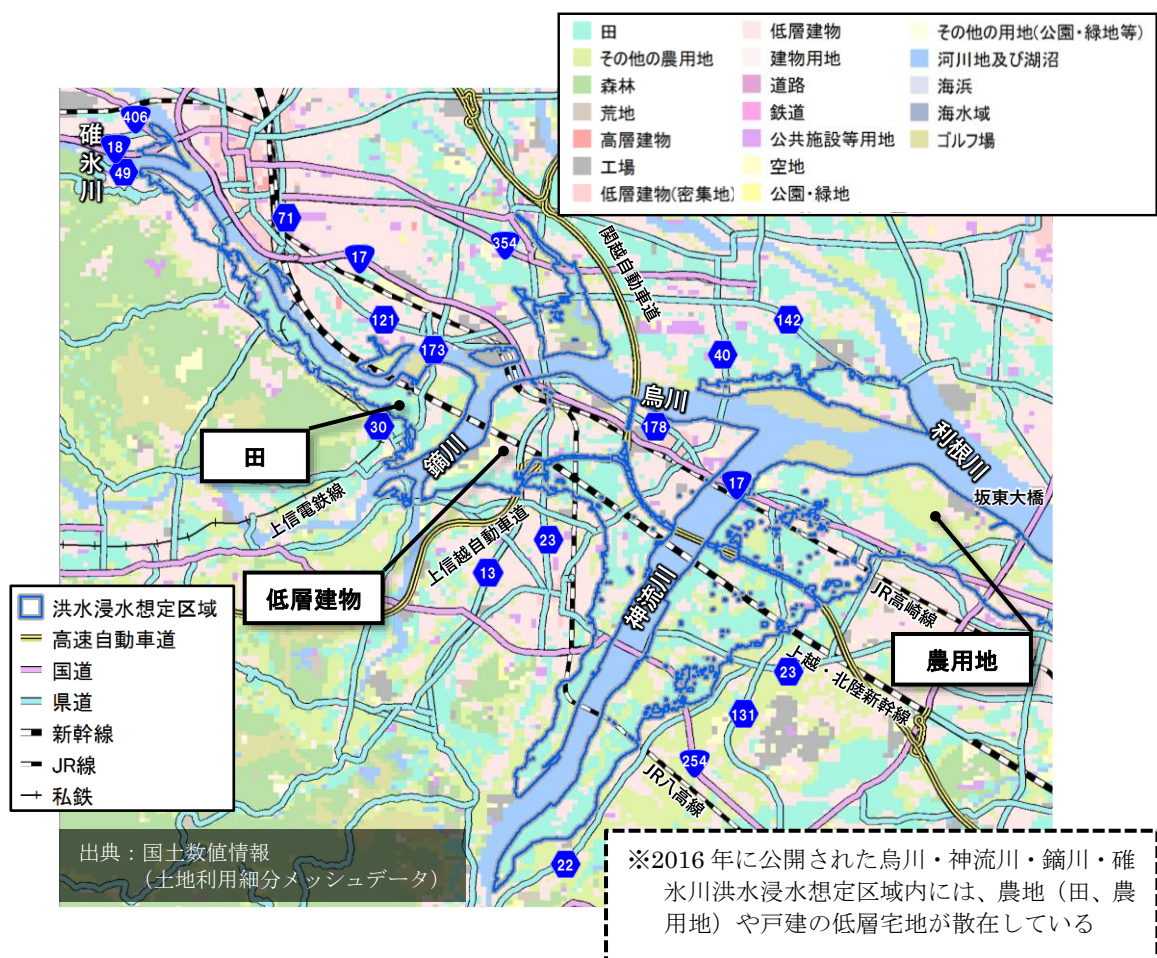 田
その他の農用地
森林
荒地
高層建物
工場
低層建物(密集地)
低層建物
建物用地
道路
鉄道
公共施設等用地
空地
公園・緑地
その他の用地(公園・緑地等)
河川地及び湖沼
海浜
海水域
ゴルフ場
406
碓氷川
18
49
71
17
354
関越自動車道
121
173
142
40
烏川
178
利根川
30
田
鏑川
17
坂東大橋
上信電鉄線
上信越自動車道
23
13
低層建物
神流川
JR高崎線
農用地
上越・北陸新幹線
23
131
254
JR八高線
22
洪水浸水想定区域
高速自動車道
国道
県道
新幹線
JR線
私鉄
出典：国土数値情報
（土地利用細分メッシュデータ）
※2016年に公開された烏川・神流川・鏑川・碓
氷川洪水浸水想定区域内には、農地（田、農
用地）や戸建の低層宅地が散在している